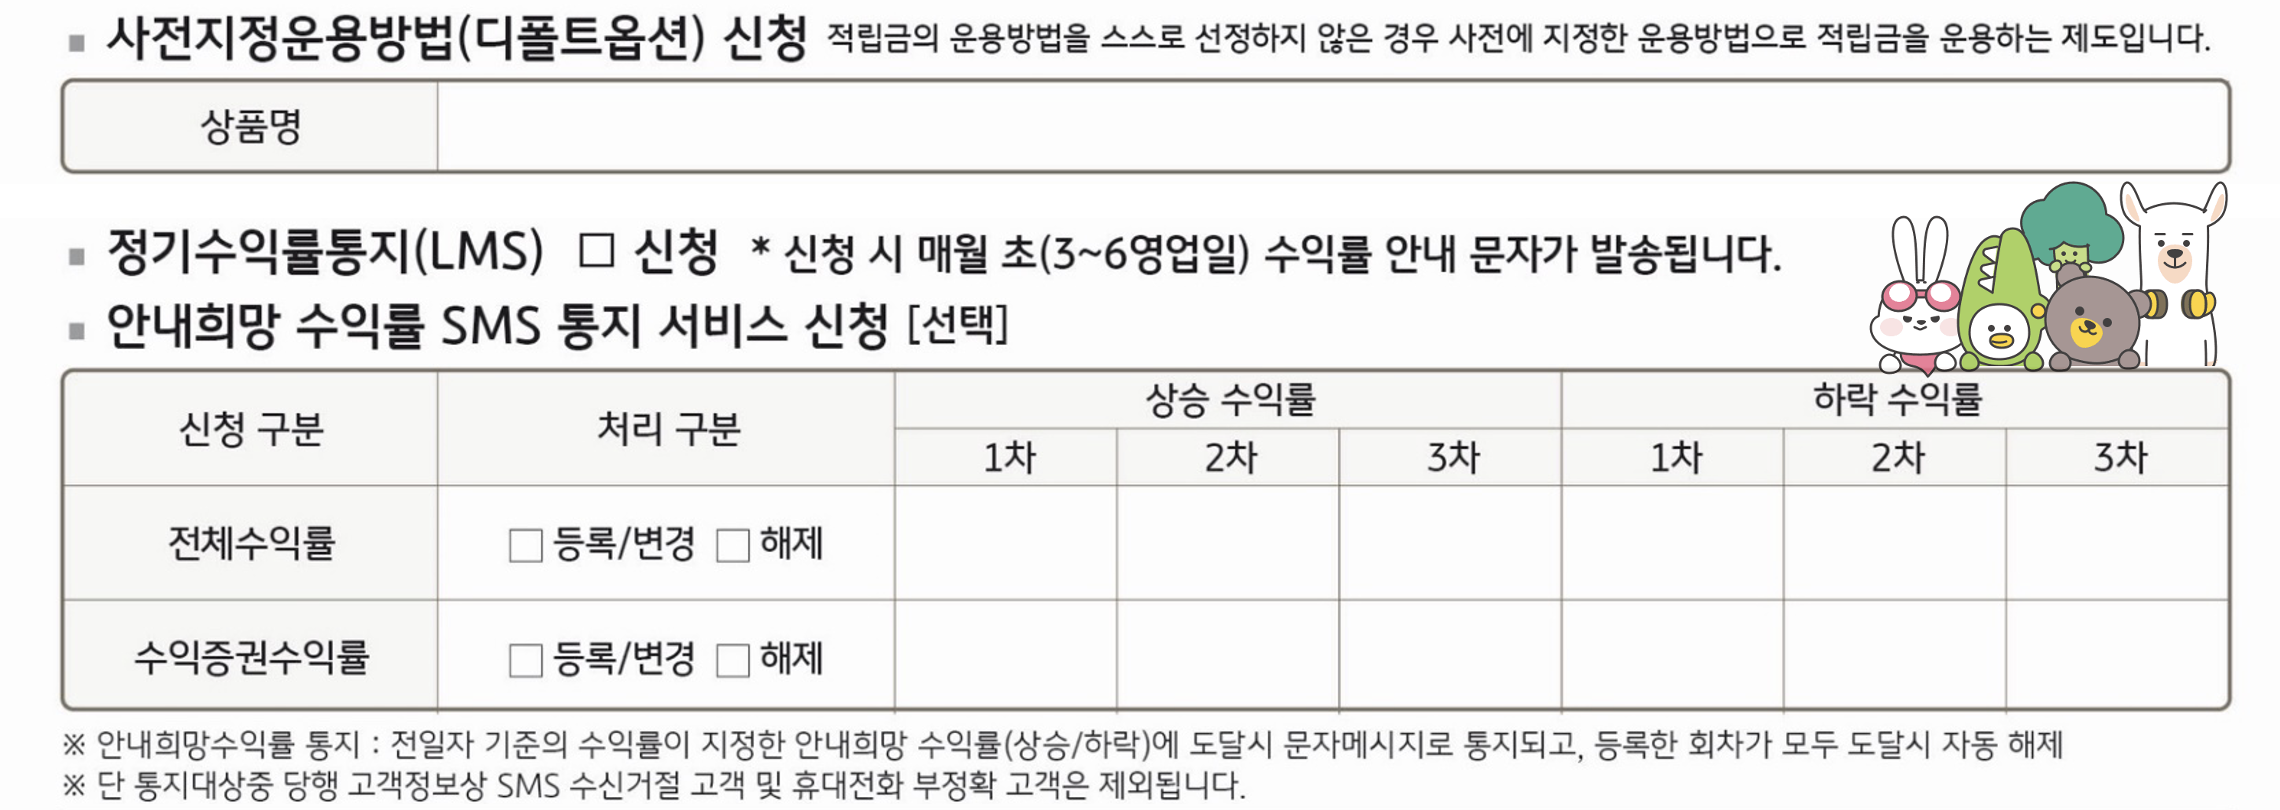 ▪ 사전지정운용방법(디폴트옵션) 신청 적립금의 운용방법을 스스로 선정하지 않은 경우 사전에 지정한 운용방법으로 적립금을 운용하는 제도입니다.
상품명
▪ 정기수익률통지(LMS) □ 신청 * 신청 시 매월 초(3~6영업일) 수익률 안내 문자가 발송됩니다.
▪ 안내희망 수익률 SMS 통지 서비스 신청 [선택]
신청 구분 처리 구분 상승 수익률 하락 수익률
1차 2차 3차 1차 2차 3차
전체수익률 □ 등록/변경 □ 해제
수익증권수익률 □ 등록/변경 □ 해제
※ 안내희망수익률 통지 : 전일자 기준의 수익률이 지정한 안내희망 수익률(상승/하락)에 도달시 문자메시지로 통지되고, 등록한 회차가 모두 도달시 자동 해제
※ 단 통지대상중 당행 고객정보상 SMS 수신거절 고객 및 휴대전화 부정확 고객은 제외됩니다.